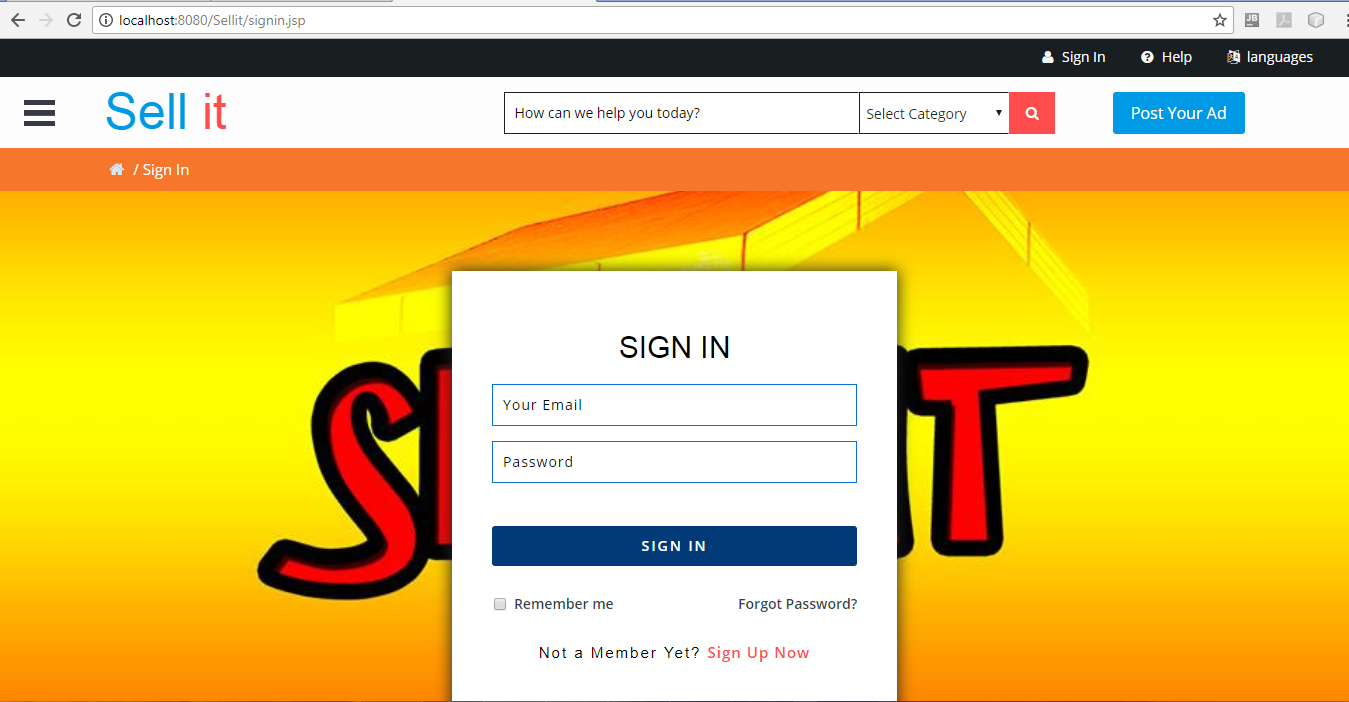 localhost:8080/Sellit/signin.jsp
Sign In
Help
languages
Sell it
How can we help you today?
Select Category
Post Your Ad
/ Sign In
SIGN IN
Your Email
Password
SIGN IN
Remember me
Forgot Password?
Not a Member Yet? Sign Up Now